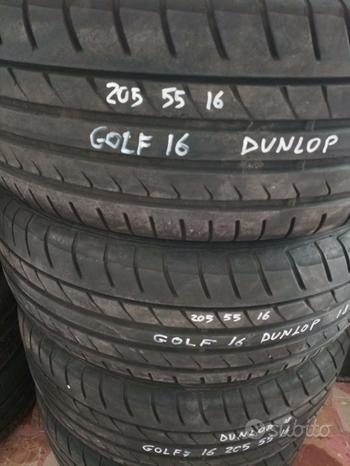 205 55 16
GOLF 16 DUNLOP
205 55 16
GOLF 16 DUNLOP
DUNLOP
GOLF 16 205 55
subito